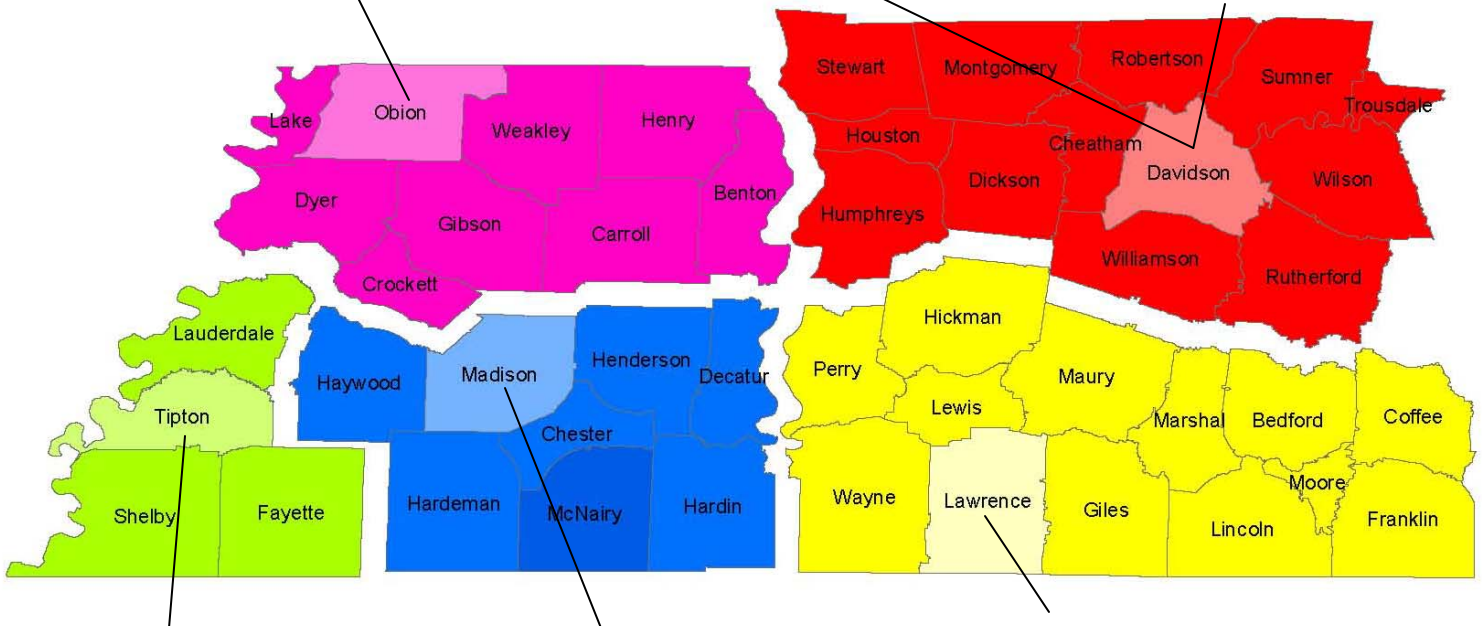 Lake
Obion
Weakley
Henry
Dyer
Gibson
Carroll
Benton
Crockett
Stewart
Montgomery
Robertson
Sumner
Trousdale
Houston
Cheatham
Dickson
Davidson
Wilson
Humphreys
Williamson
Rutherford
Lauderdale
Tipton
Shelby
Fayette
Haywood
Madison
Henderson
Decatur
Chester
Hardeman
McNairy
Hardin
Hickman
Perry
Lewis
Maury
Marshal
Bedford
Coffee
Wayne
Lawrence
Giles
Moore
Lincoln
Franklin